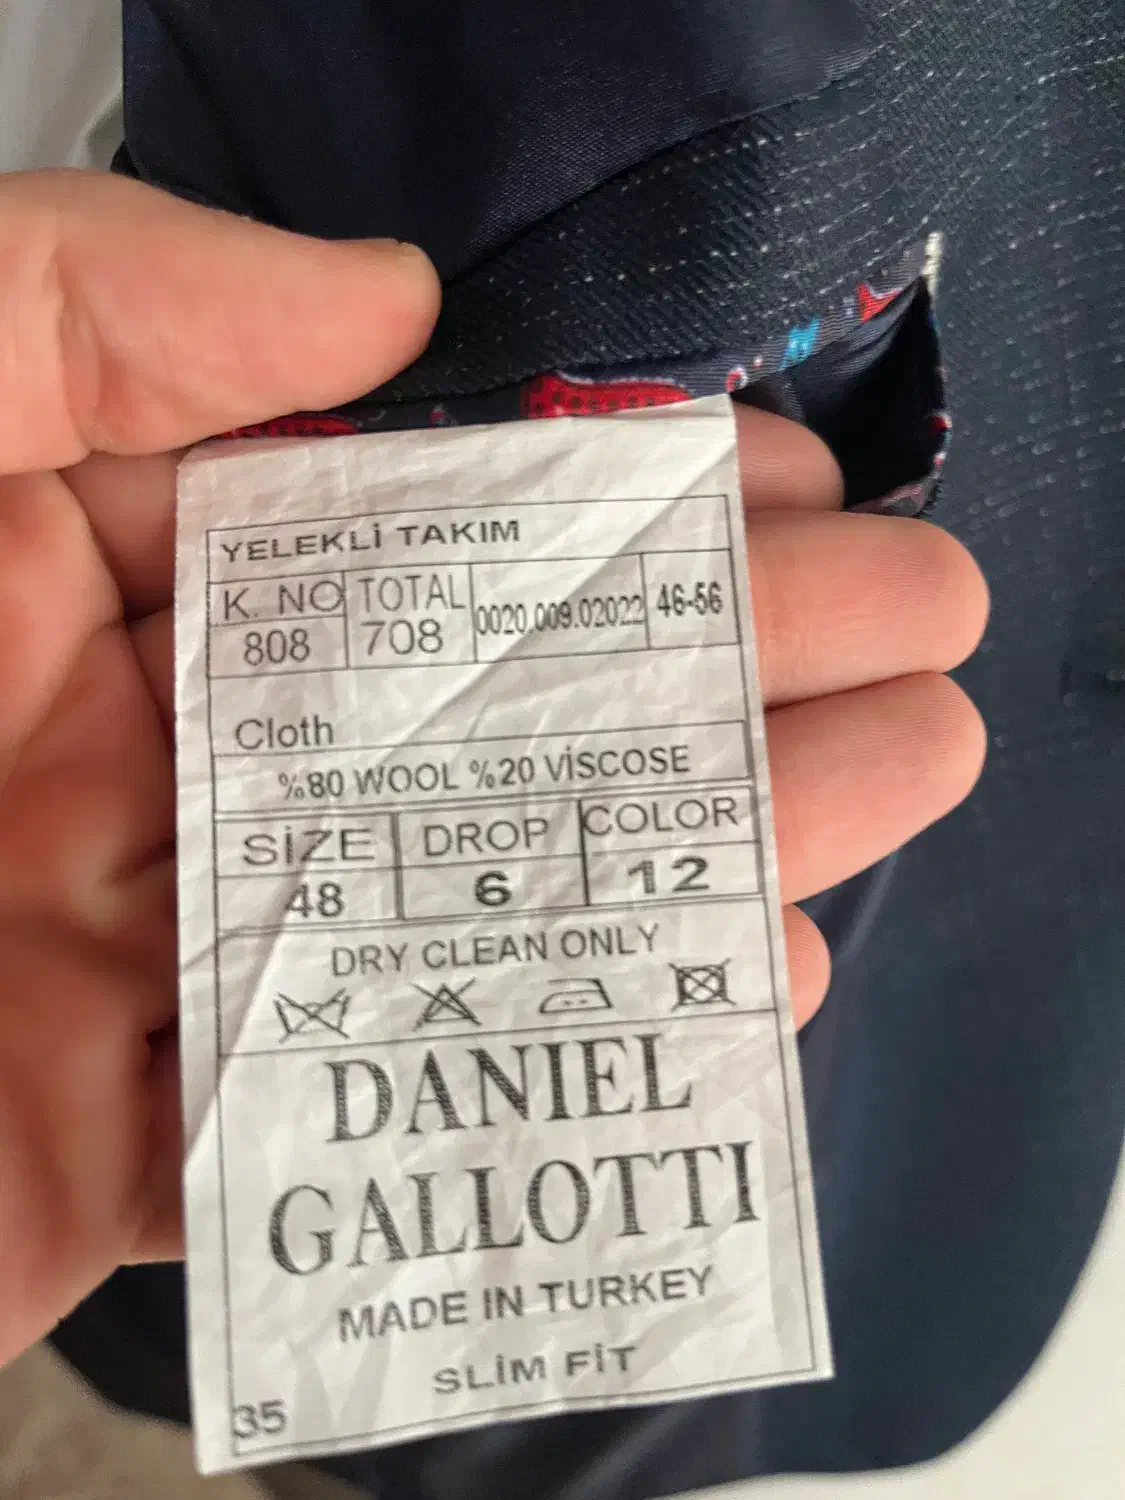 YELEKLİ TAKIM
K. NO TOTAL 0020.009.02022 46-56
808 708
Cloth
%80 WOOL %20 VİSCOSE
SİZE DROP COLOR
48 6 12
DRY CLEAN ONLY
DANIEL
GALLOTTI
MADE IN TURKEY
SLİM FİT
35